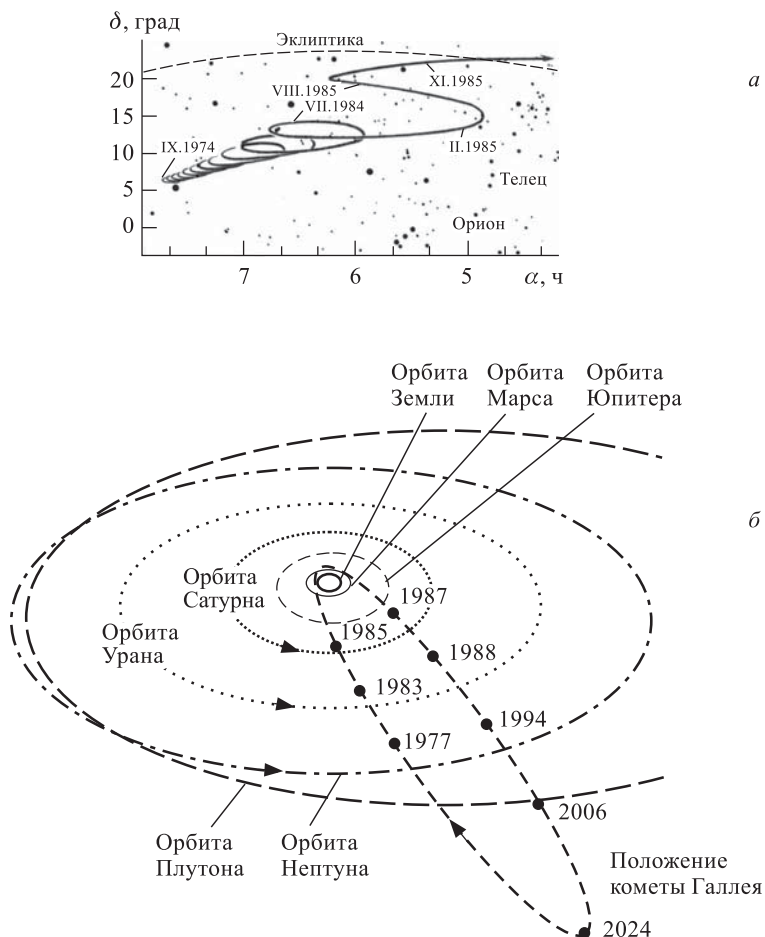 δ, град
Эклиптика
а
20
XI.1985
VIII.1985
15
VII.1984
10
IX.1974
II.1985
5
Телец
0
Орион
7
6
5
α, ч
Орбита
Земли
Орбита
Марса
Орбита
Юпитера
б
Орбита
Сатурна
1987
1985
Орбита
Урана
1988
1983
1994
1977
2006
Орбита
Плутона
Орбита
Нептуна
Положение
кометы Галлея
2024